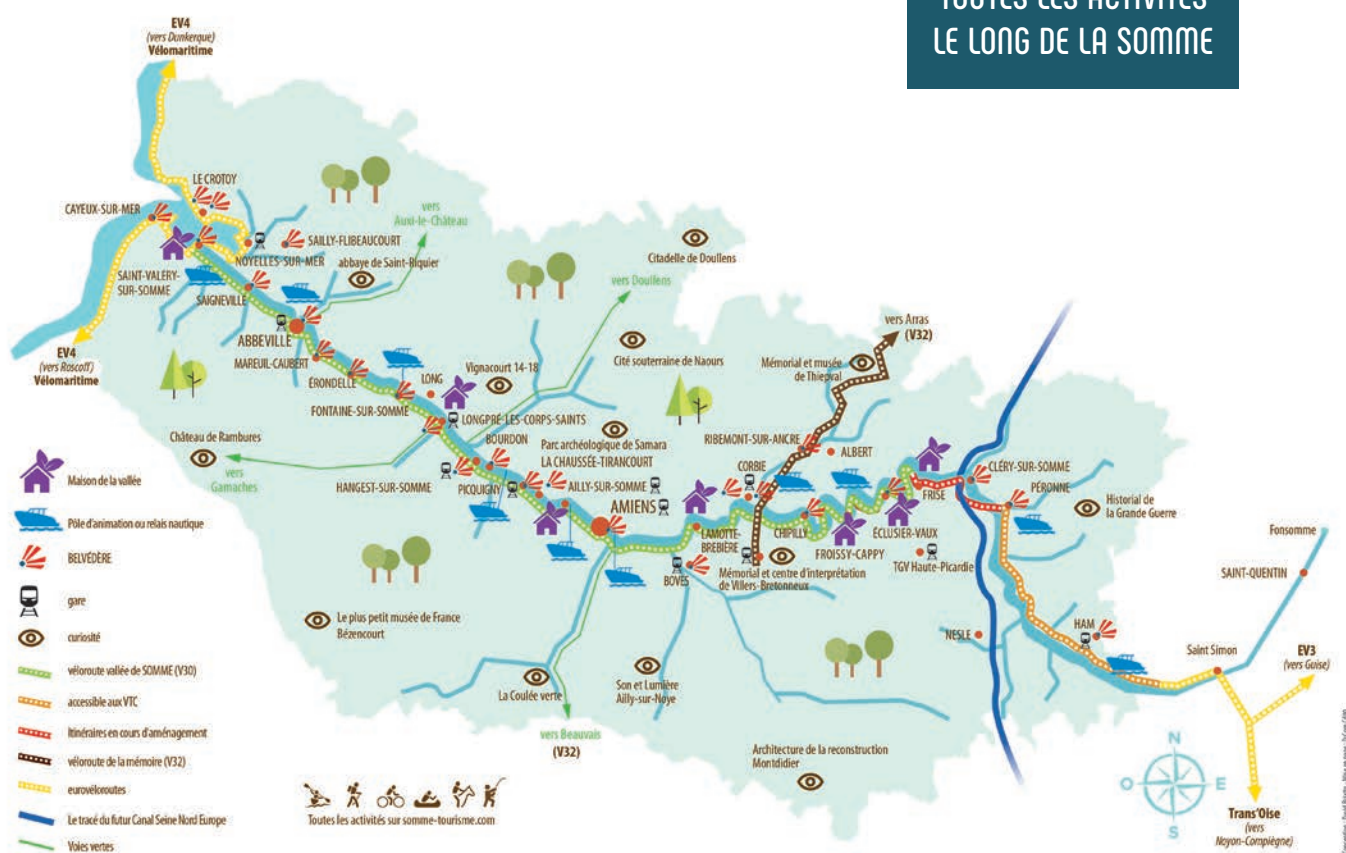 TOUTES LES ACTIVITÉS
LE LONG DE LA SOMME
EV4
(vers Dunkerque)
Vélomaritime
LE CROTOY
CAYEUX-SUR-MER
SAILLY-FLIBEAUCOURT
NOYELLES-SUR-MER
SAINT-VALERY-
SUR-SOMME
SAIGNEVILLE
vers
Auxi-le-Château
abbaye de Saint-Riquier
Citadelle de Doullens
vers Doullens
EV4
(vers Roscoff)
Vélomaritime
ABBEVILLE
MAREUIL-CAUBERT
ÉRONDELLE
FONTAINE-SUR-SOMME
LONG
Vignacourt 14-18
Cité souterraine de Naours
vers Arras
(V32)
Mémorial et musée
de Thiepval
LONGPRÉ-LES-CORPS-SAINTS
BOURDON
Château de Rambures
vers
Gamaches
HANGEST-SUR-SOMME
PICQUIGNY
Parc archéologique de Samara
LA CHAUSSÉE-TIRANCOURT
AILLY-SUR-SOMME
AMIENS
RIBEMONT-SUR-ANCRE
ALBERT
CORBIE
LAMOTTE-
BREBIÈRE
CHIPILLY
FROISSY-CAPPY
ÉCLUSIER-VAUX
FRISE
CLÉRY-SUR-SOMME
PÉRONNE
Historial de
la Grande Guerre
BOVES
Mémorial et centre d'interprétation
de Villers-Bretonneux
TGV Haute-Picardie
Fonsomme
SAINT-QUENTIN
NESLE
HAM
Saint Simon
EV3
(vers Guise)
Le plus petit musée de France
Bézencourt
La Coulée verte
Son et Lumière
Ailly-sur-Noye
vers Beauvais
(V32)
Architecture de la reconstruction
Montdidier
Trans'Oise
(vers
Noyon-Compiègne)
N
O
E
S
Maison de la vallée
Pôle d'animation ou relais nautique
BELVÉDÈRE
gare
curiosité
véloroute vallée de SOMME (V30)
accessible aux VTC
Itinéraires en cours d'aménagement
véloroute de la mémoire (V32)
eurovéloroutes
Le tracé du futur Canal Seine Nord Europe
Voies vertes
Toutes les activités sur somme-tourisme.com